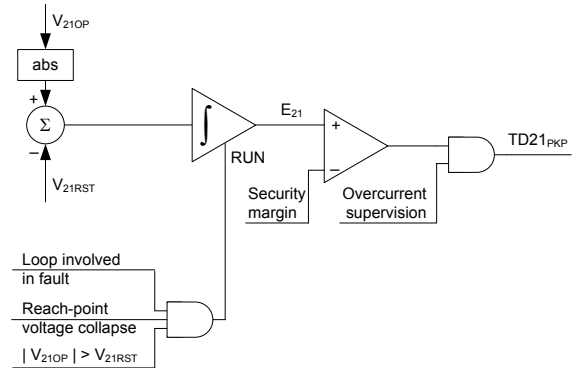 V21OP
abs
+
Σ
−
V21RST
∫
RUN
E21
+
−
Security
margin
Overcurrent
supervision
TD21PKP
Loop involved
in fault
Reach-point
voltage collapse
| V21OP | > V21RST